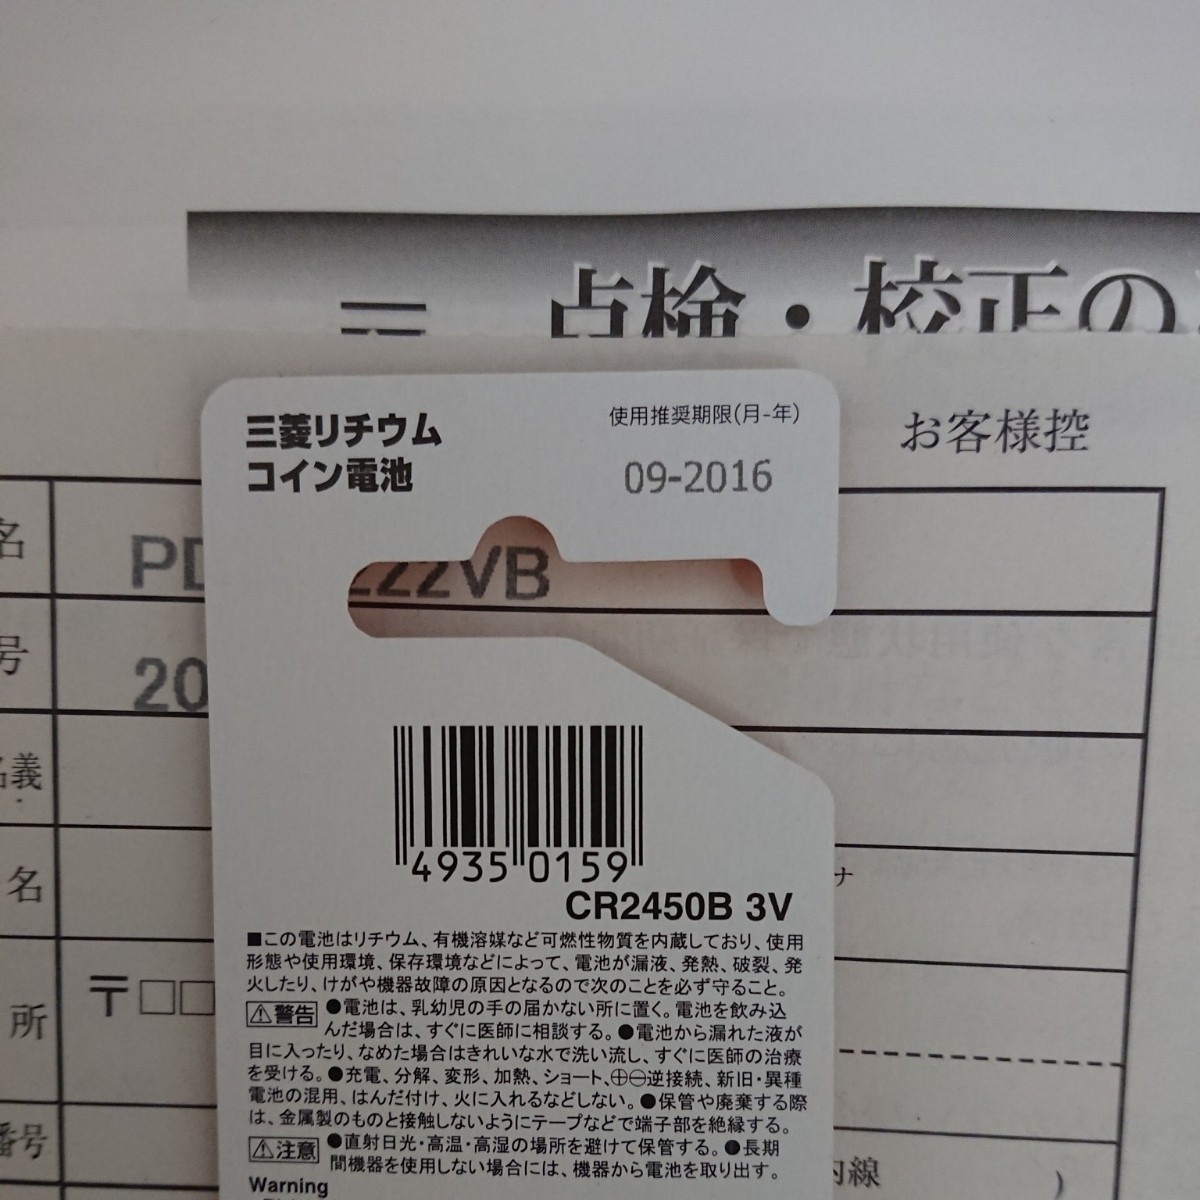 点検・校正の
お客様控
三菱リチウム
コイン電池
使用推奨期限(月-年)
09-2016
名
PD
222VB
号
20
名義
名
ナ
〒□□
所
番号
内線
)
4935 0159
CR2450B 3V
■この電池はリチウム、有機溶媒など可燃性物質を内蔵しており、使用
形態や使用環境、保存環境などによって、電池が漏液、発熱、破裂、発
火したり、けがや機器故障の原因となるので次のことを必ず守ること。
⚠警告 ●電池は、乳幼児の手の届かない所に置く。電池を飲み込
んだ場合は、すぐに医師に相談する。●電池から漏れた液が
目に入ったり、なめた場合はきれいな水で洗い流し、すぐに医師の治療
を受ける。●充電、分解、変形、加熱、ショート、⊕⊖逆接続、新旧・異種
電池の混用、はんだ付け、火に入れるなどしない。●保管や廃棄する際
は、金属製のものと接触しないようにテープなどで端子部を絶縁する。
⚠注意 ●直射日光・高温・高湿の場所を避けて保管する。●長期
間機器を使用しない場合には、機器から電池を取り出す。
Warning